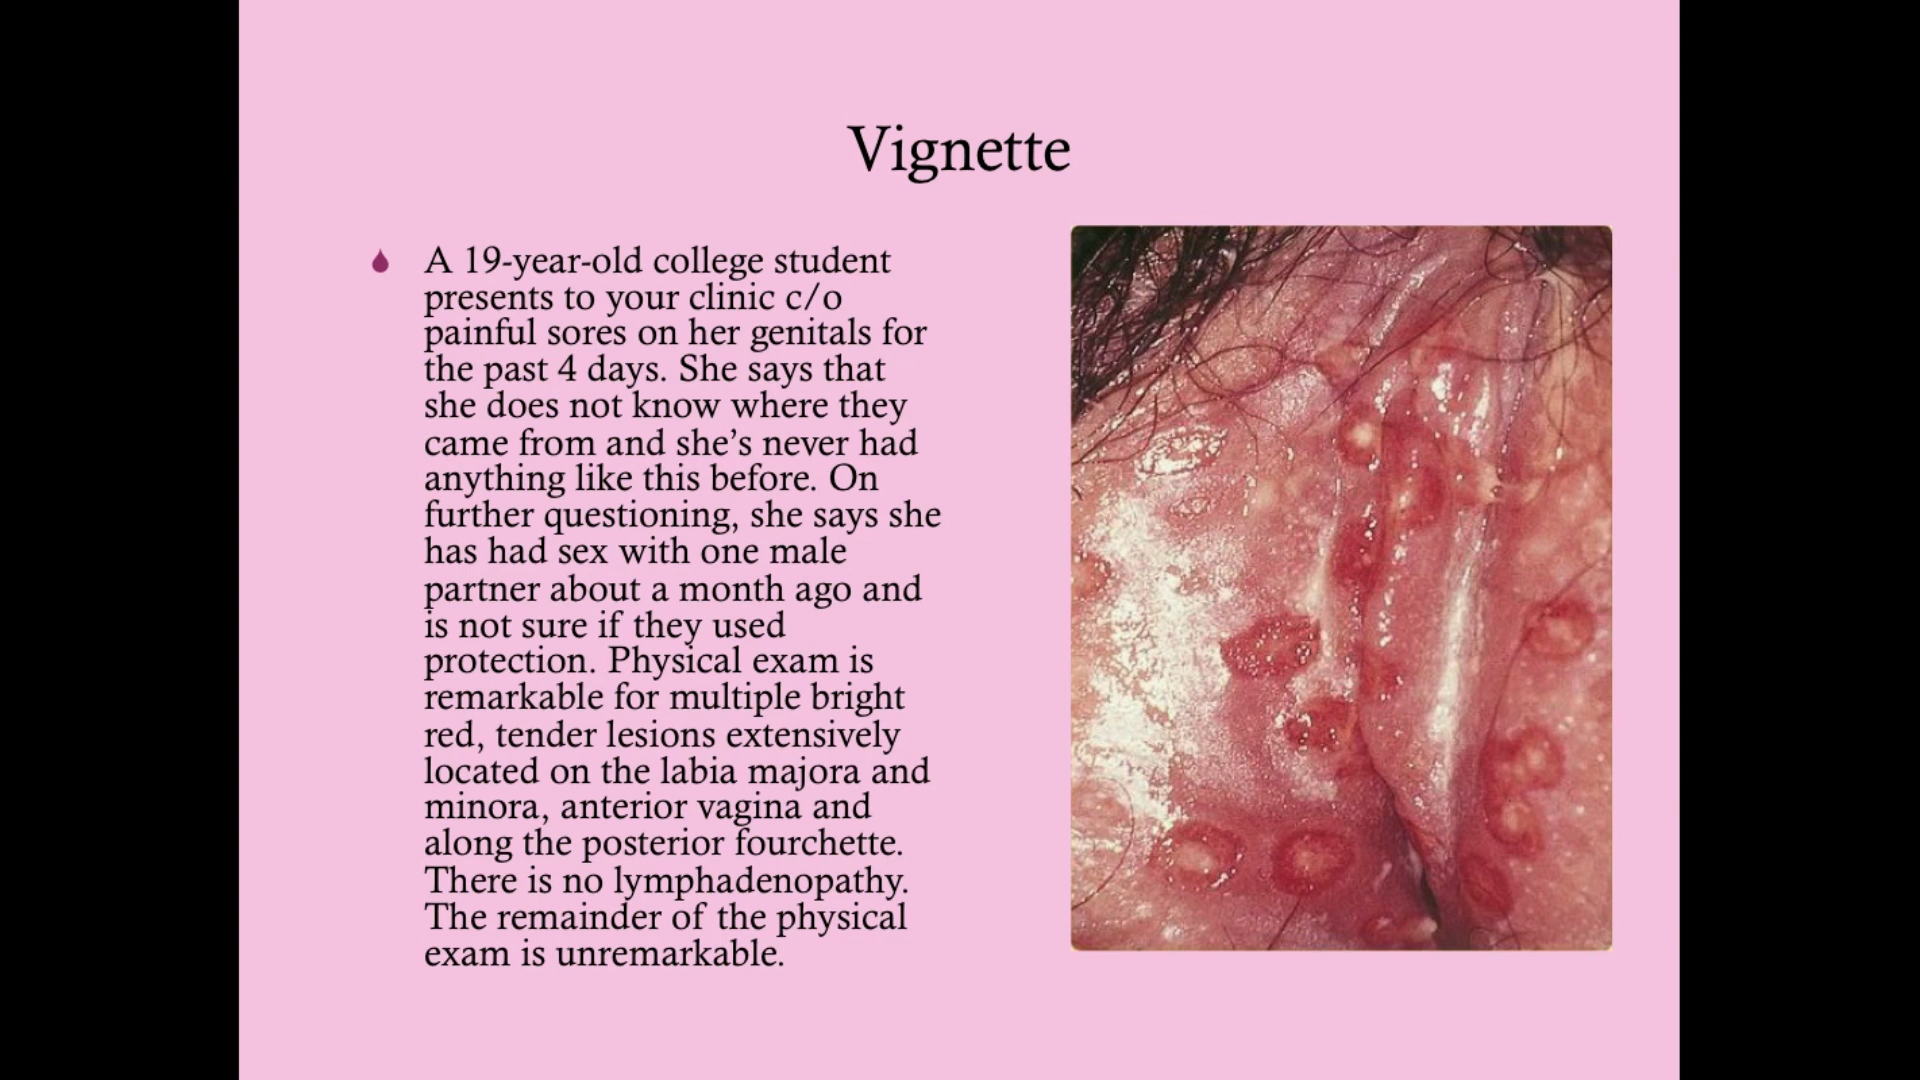 Vignette
A 19-year-old college student
presents to your clinic c/o
painful sores on her genitals for
the past 4 days. She says that
she does not know where they
came from and she’s never had
anything like this before. On
further questioning, she says she
has had sex with one male
partner about a month ago and
is not sure if they used
protection. Physical exam is
remarkable for multiple bright
red, tender lesions extensively
located on the labia majora and
minora, anterior vagina and
along the posterior fourchette.
There is no lymphadenopathy.
The remainder of the physical
exam is unremarkable.